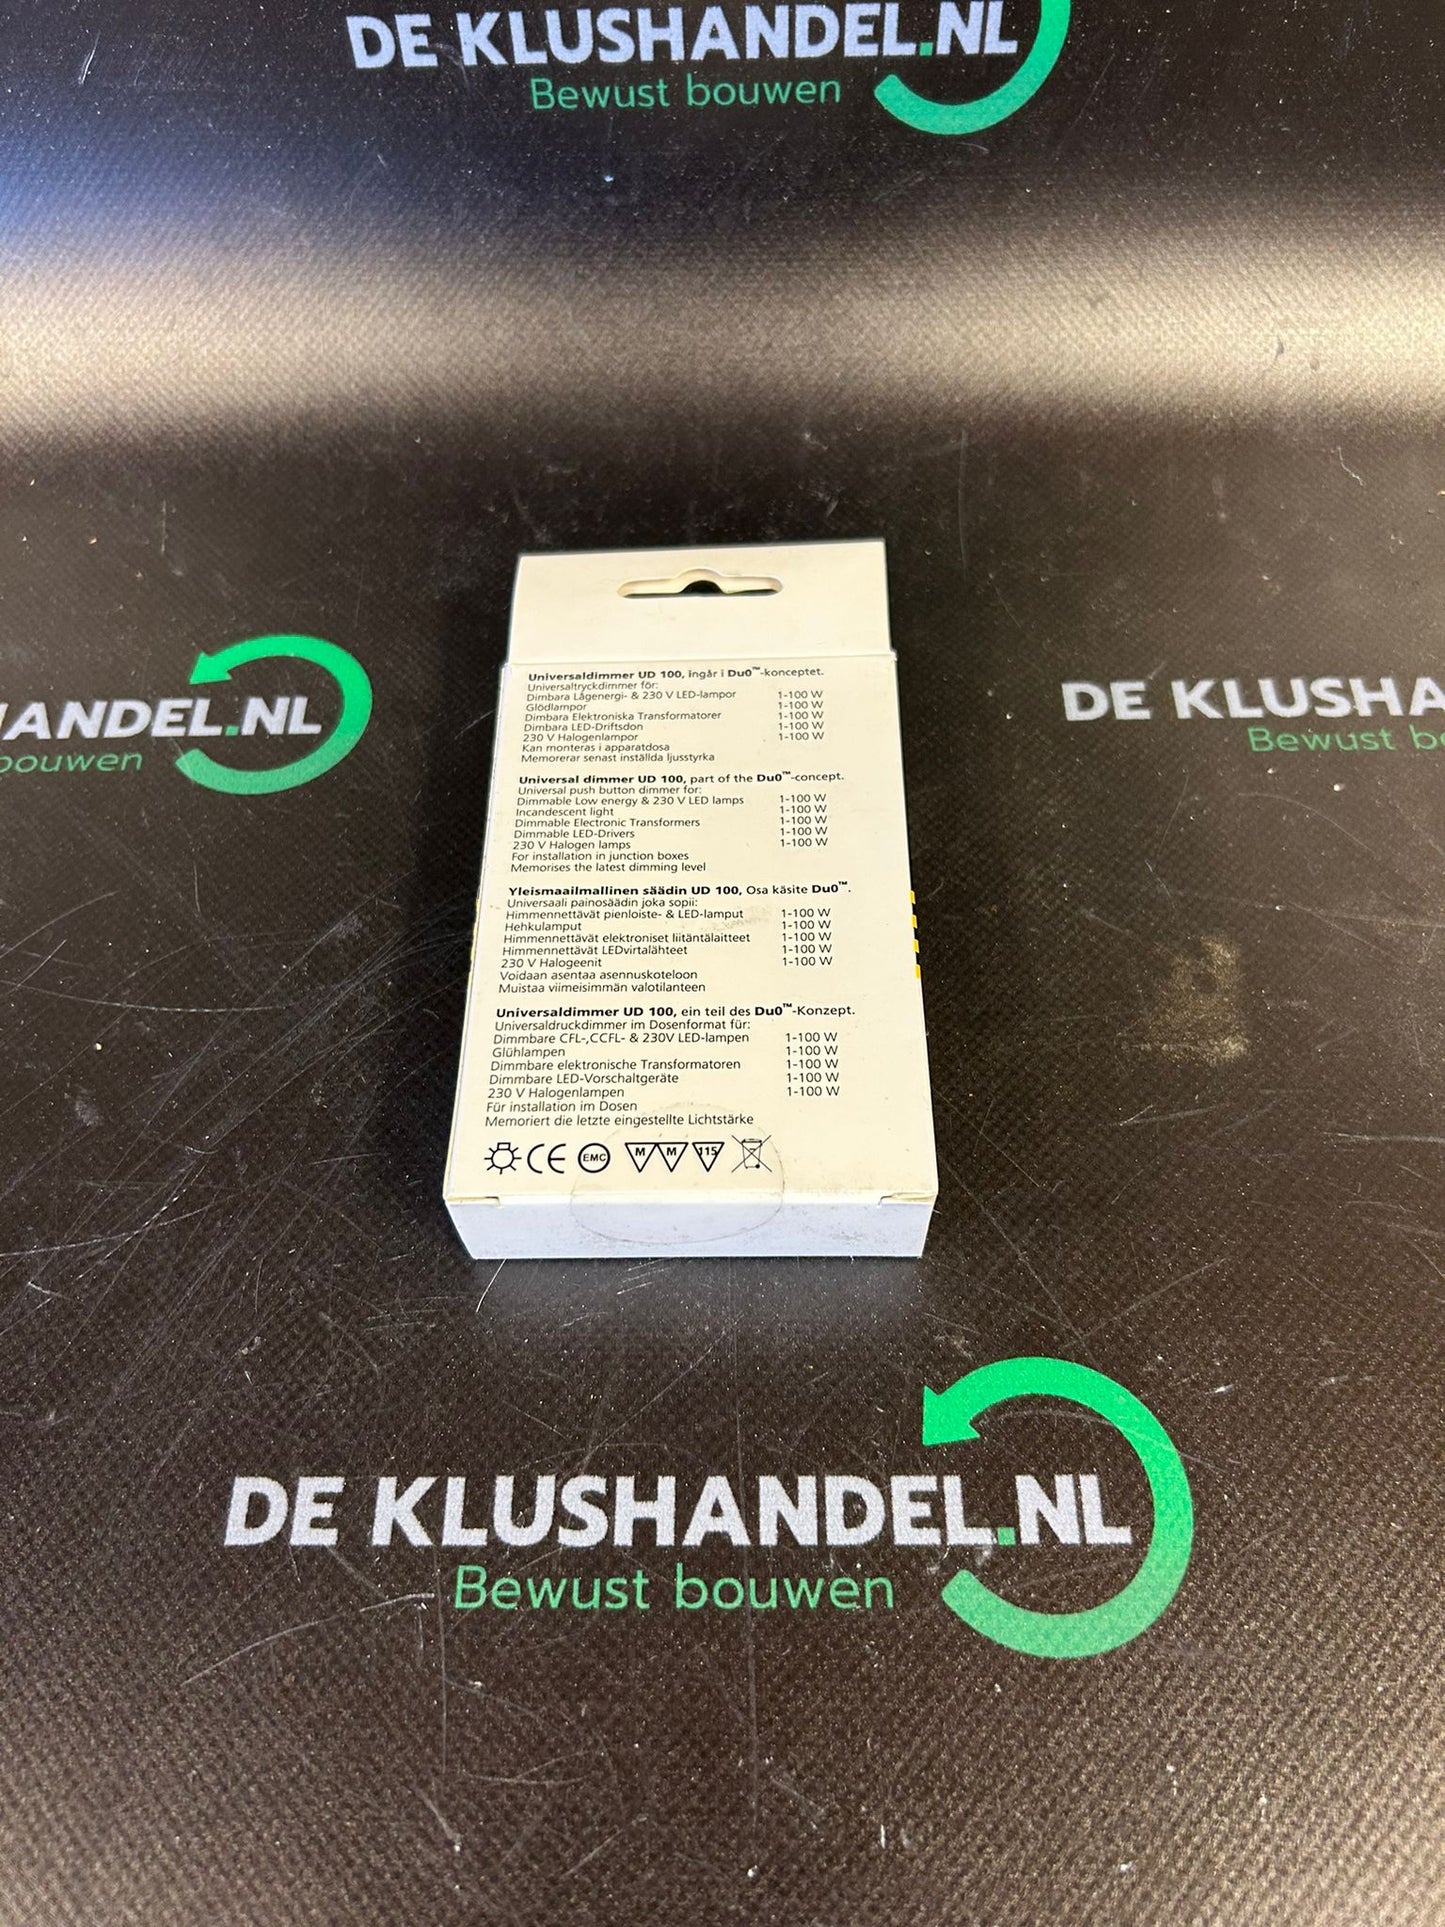 DE KLUSHANDEL.NL
Bewust bouwen
HANDEL.NL
bouwen
DE KLUSHA
Bewust bo
Universaldimmer UD 100, ingår i Du0™-konceptet.
Universaltryckdimmer för:
Dimbara Lågenergi- & 230 V LED-lampor 1-100 W
Glödlampor 1-100 W
Dimbara Elektroniska Transformatorer 1-100 W
Dimbara LED-Driftsdon 1-100 W
230 V Halogenlampor 1-100 W
Kan monteras i apparatdosa
Memorerar senast inställda ljusstyrka
Universal dimmer UD 100, part of the Du0™-concept.
Universal push button dimmer for:
Dimmable Low energy & 230 V LED lamps 1-100 W
Incandescent light 1-100 W
Dimmable Electronic Transformers 1-100 W
Dimmable LED-Drivers 1-100 W
230 V Halogen lamps 1-100 W
For installation in junction boxes
Memorises the latest dimming level
Yleismaailmallinen säädin UD 100, Osa käsite Du0™.
Universaali painosäädin joka sopii:
Himmennettävät pienloiste- & LED-lamput 1-100 W
Hehkulamput 1-100 W
Himmennettävät elektroniset liitäntälaitteet 1-100 W
Himmennettävät LEDvirtalähteet 1-100 W
230 V Halogeenit 1-100 W
Voidaan asentaa asennuskoteloon
Muistaa viimeisimmän valotilanteen
Universaldimmer UD 100, ein teil des Du0™-Konzept.
Universaldruckdimmer im Dosenformat für:
Dimmbare CFL-,CCFL- & 230V LED-lampen 1-100 W
Glühlampen 1-100 W
Dimmbare elektronische Transformatoren 1-100 W
Dimmbare LED-Vorschaltgeräte 1-100 W
230 V Halogenlampen 1-100 W
Für installation im Dosen
Memoriert die letzte eingestellte Lichtstärke
CE EMC M M 115
DE KLUSHANDEL.NL
Bewust bouwen